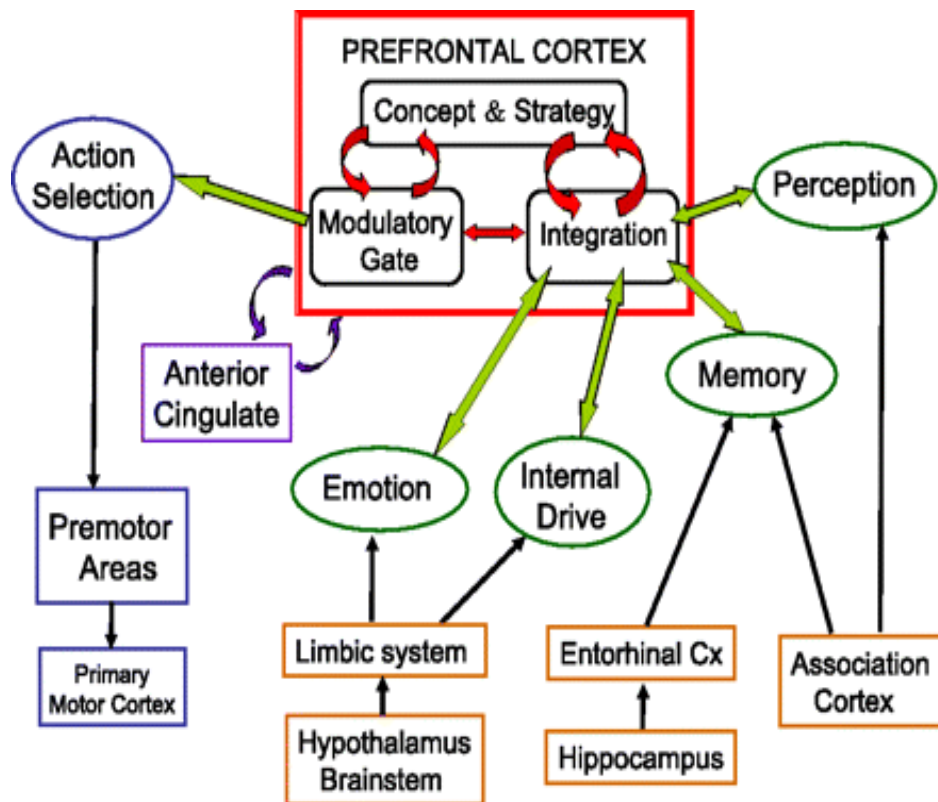 PREFRONTAL CORTEX
Concept & Strategy
Action
Selection
Modulatory
Gate
Integration
Perception
Anterior
Cingulate
Memory
Emotion
Internal
Drive
Premotor
Areas
Limbic system
Entorhinal Cx
Association
Cortex
Primary
Motor Cortex
Hypothalamus
Brainstem
Hippocampus